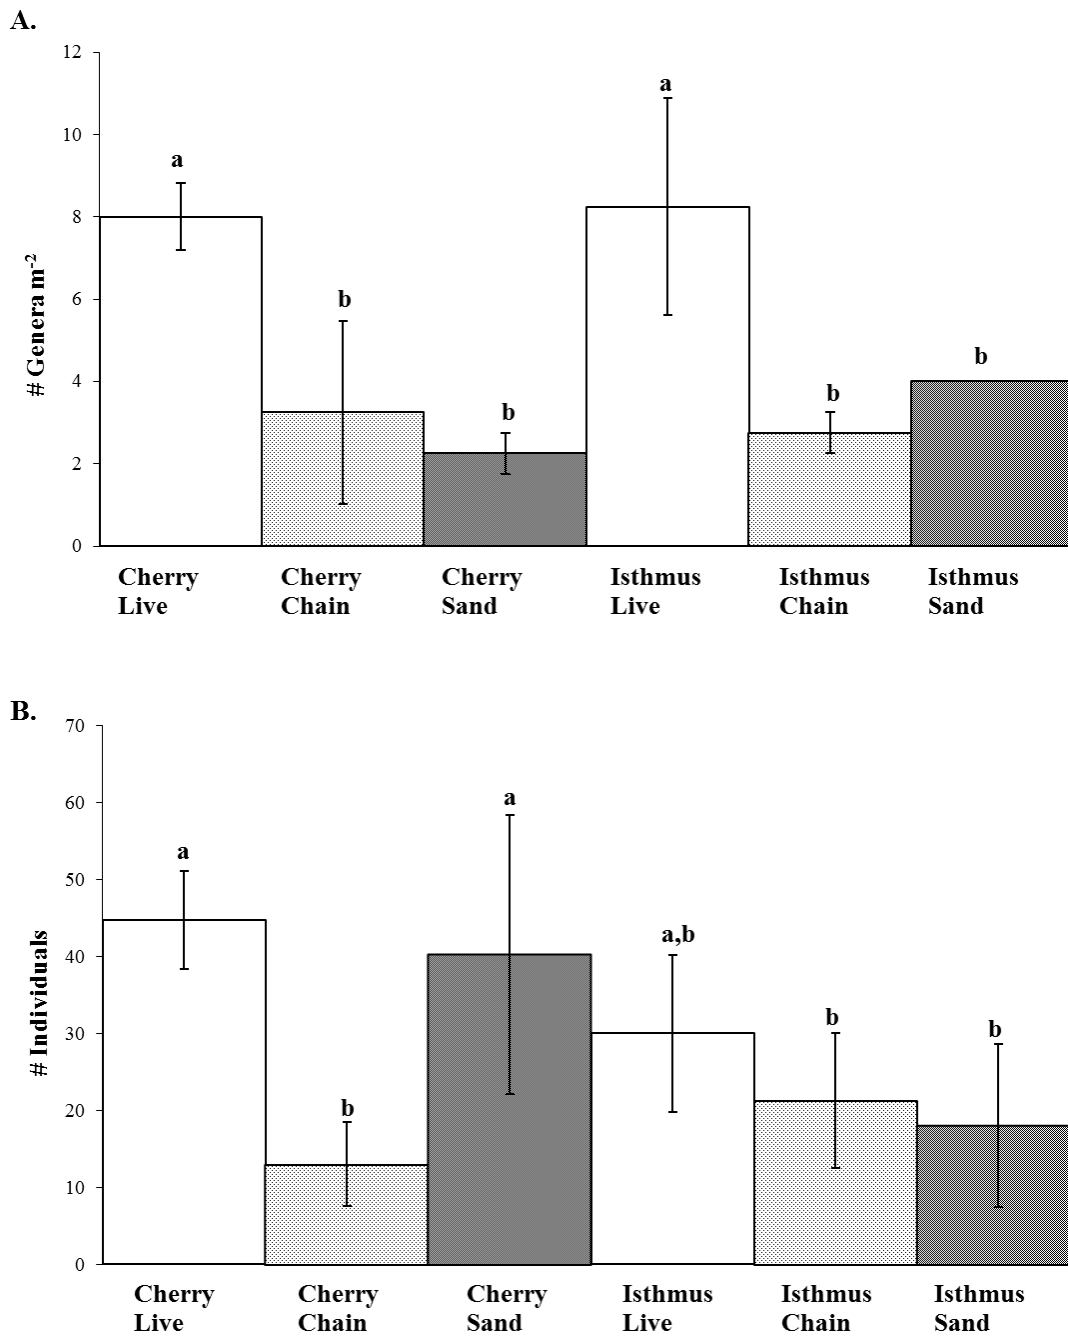 A.
12
10
8
6
4
2
0
# Genera m-2
a
b
b
a
b
b
Cherry Live
Cherry Chain
Cherry Sand
Isthmus Live
Isthmus Chain
Isthmus Sand
B.
70
60
50
40
30
20
10
0
# Individuals
a
b
a
a,b
b
b
Cherry Live
Cherry Chain
Cherry Sand
Isthmus Live
Isthmus Chain
Isthmus Sand